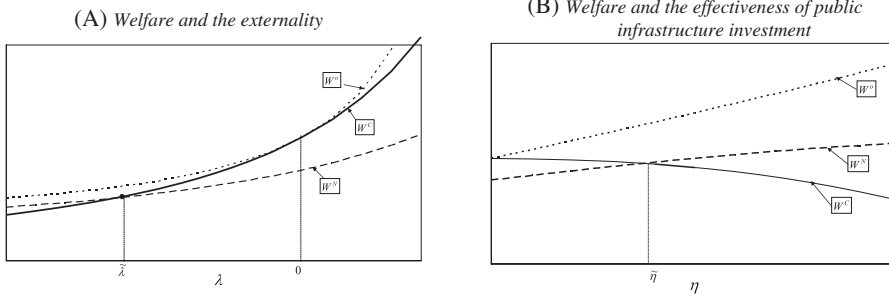 (A) Welfare and the externality
W^o
W^C
W^N
λ̃
λ
0
(B) Welfare and the effectiveness of public
infrastructure investment
W^o
W^N
W^C
η̃
η